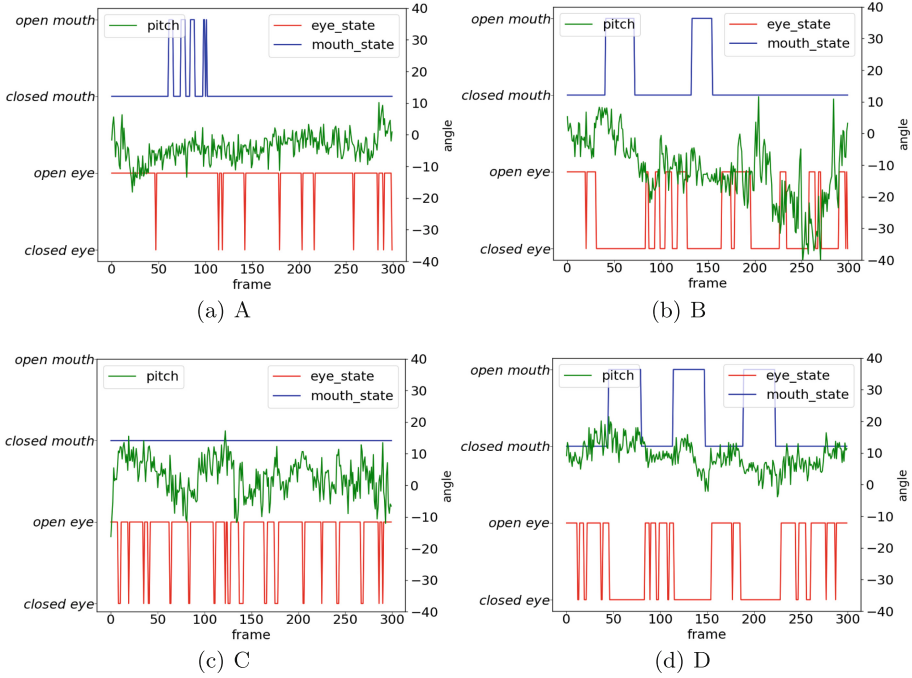 open mouth
closed mouth
open eye
closed eye
pitch
eye_state
mouth_state
40
30
20
10
0
−10
−20
−30
−40
angle
0 50 100 150 200 250 300
frame
(a) A
open mouth
closed mouth
open eye
closed eye
pitch
eye_state
mouth_state
40
30
20
10
0
−10
−20
−30
−40
angle
0 50 100 150 200 250 300
frame
(b) B
open mouth
closed mouth
open eye
closed eye
pitch
eye_state
mouth_state
40
30
20
10
0
−10
−20
−30
−40
angle
0 50 100 150 200 250 300
frame
(c) C
open mouth
closed mouth
open eye
closed eye
pitch
eye_state
mouth_state
40
30
20
10
0
−10
−20
−30
−40
angle
0 50 100 150 200 250 300
frame
(d) D